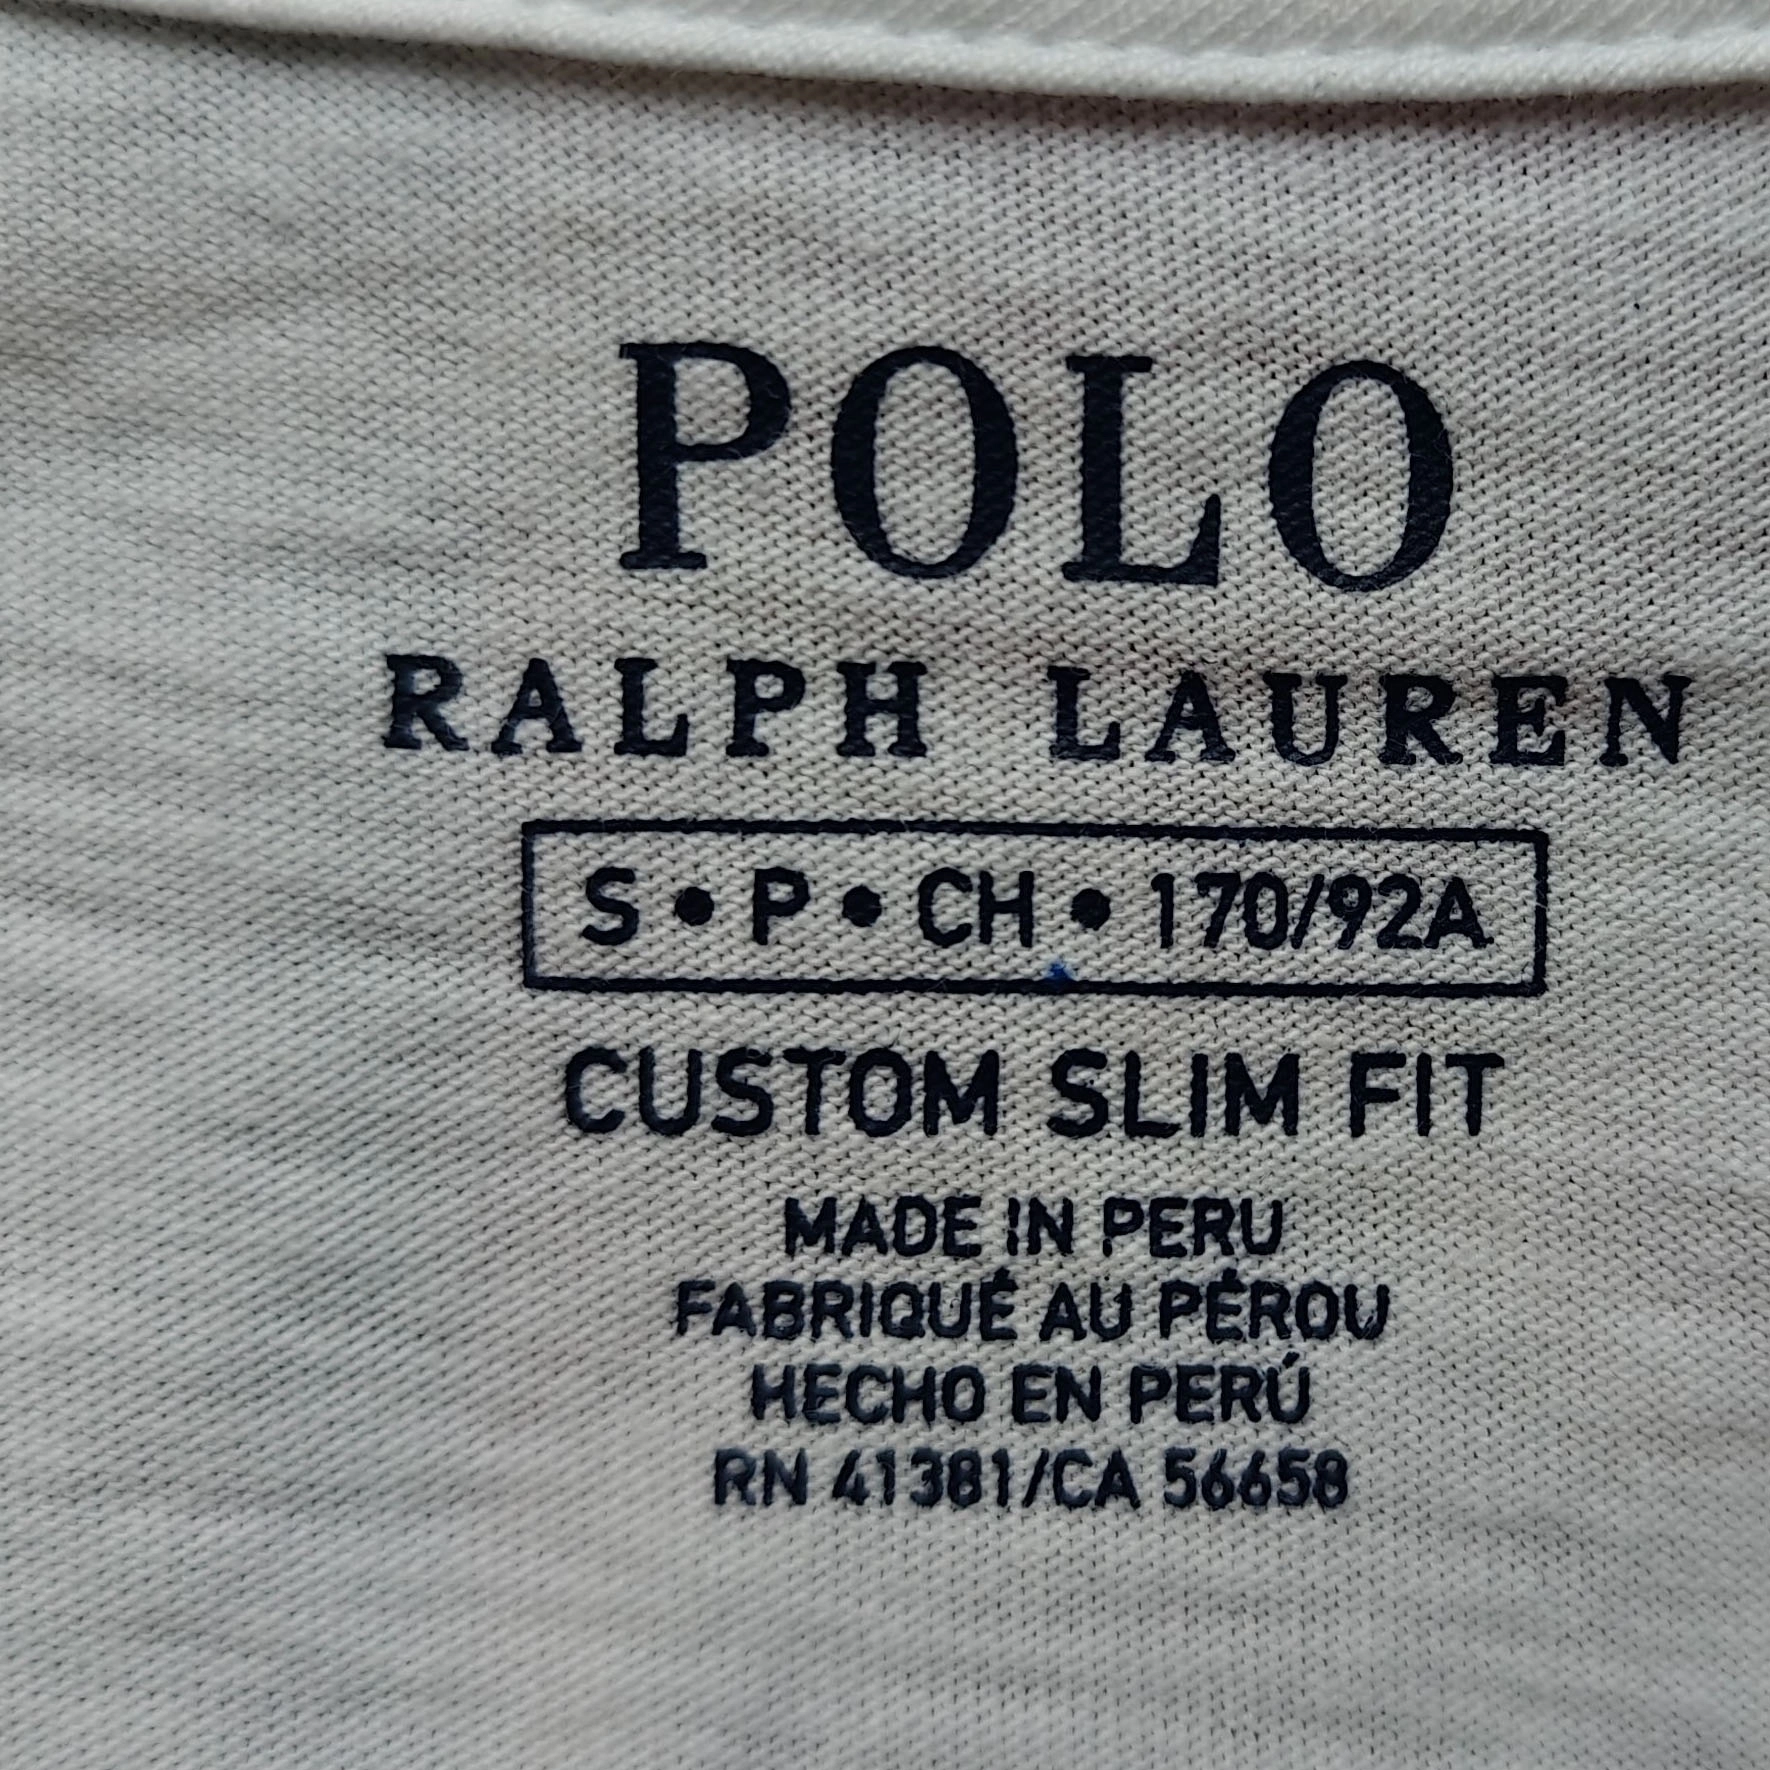 POLO
RALPH LAUREN
S • P • CH • 170/92A
CUSTOM SLIM FIT
MADE IN PERU
FABRIQUÉ AU PÉROU
HECHO EN PERÚ
RN 41381/CA 56658